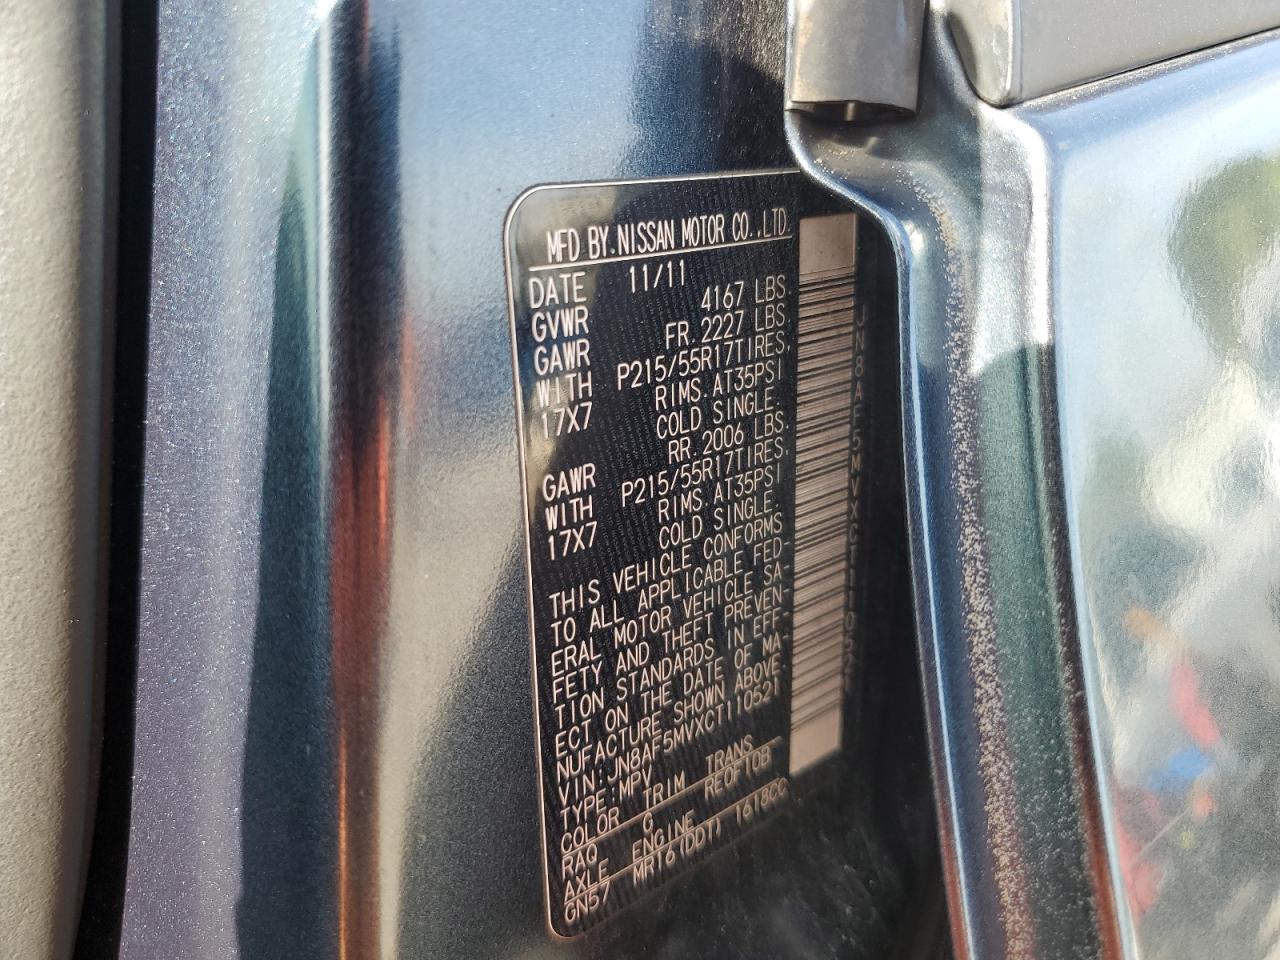 MFD BY.NISSAN MOTOR CO.,LTD.
DATE 11/11
GVWR 4167 LBS
GAWR FR. 2227 LBS
WITH P215/55R17TIRES,
17X7 RIMS. AT35PSI
COLD SINGLE.
GAWR RR. 2006 LBS.
WITH P215/55R17TIRES,
17X7 RIMS AT35PSI
COLD SINGLE.
THIS VEHICLE CONFORMS
TO ALL APPLICABLE FED-
ERAL MOTOR VEHICLE SA-
FETY AND THEFT PREVEN-
TION STANDARDS IN EFF-
ECT ON THE DATE OF MA-
NUFACTURE SHOWN ABOVE
VIN:JN8AF5MVXCT110521
TYPE:MPV
COLOR TRIM TRANS
RAQ G RE0F10B
AXLE ENGINE
GN57 MR16(DDT) 1618CC